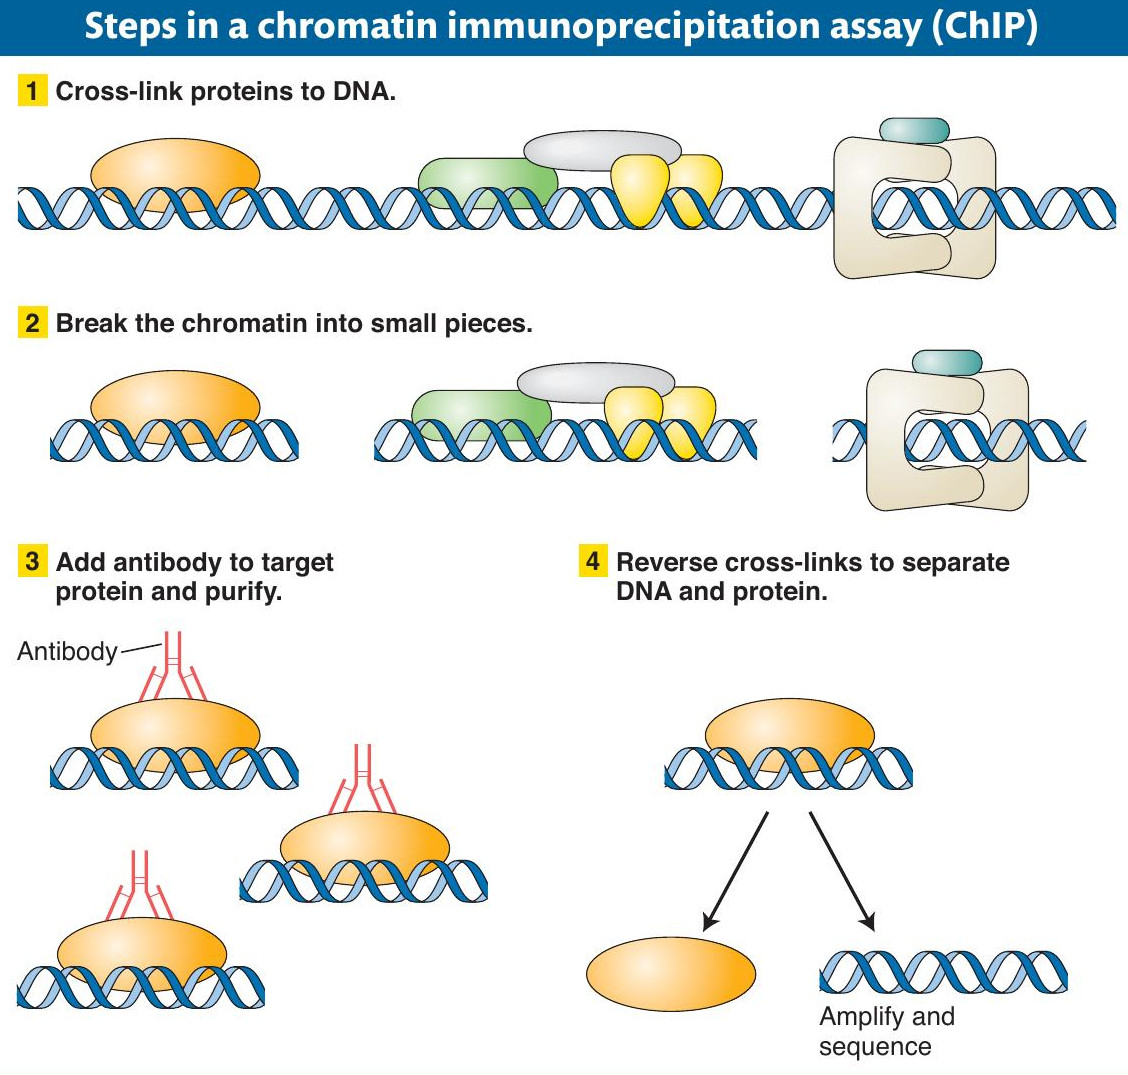 Steps in a chromatin immunoprecipitation assay (ChIP)
1 Cross-link proteins to DNA.
2 Break the chromatin into small pieces.
3 Add antibody to target
protein and purify.
Antibody
4 Reverse cross-links to separate
DNA and protein.
Amplify and
sequence